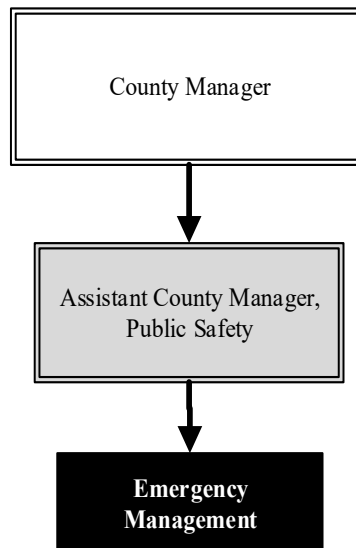 County Manager
Assistant County Manager,
Public Safety
Emergency
Management